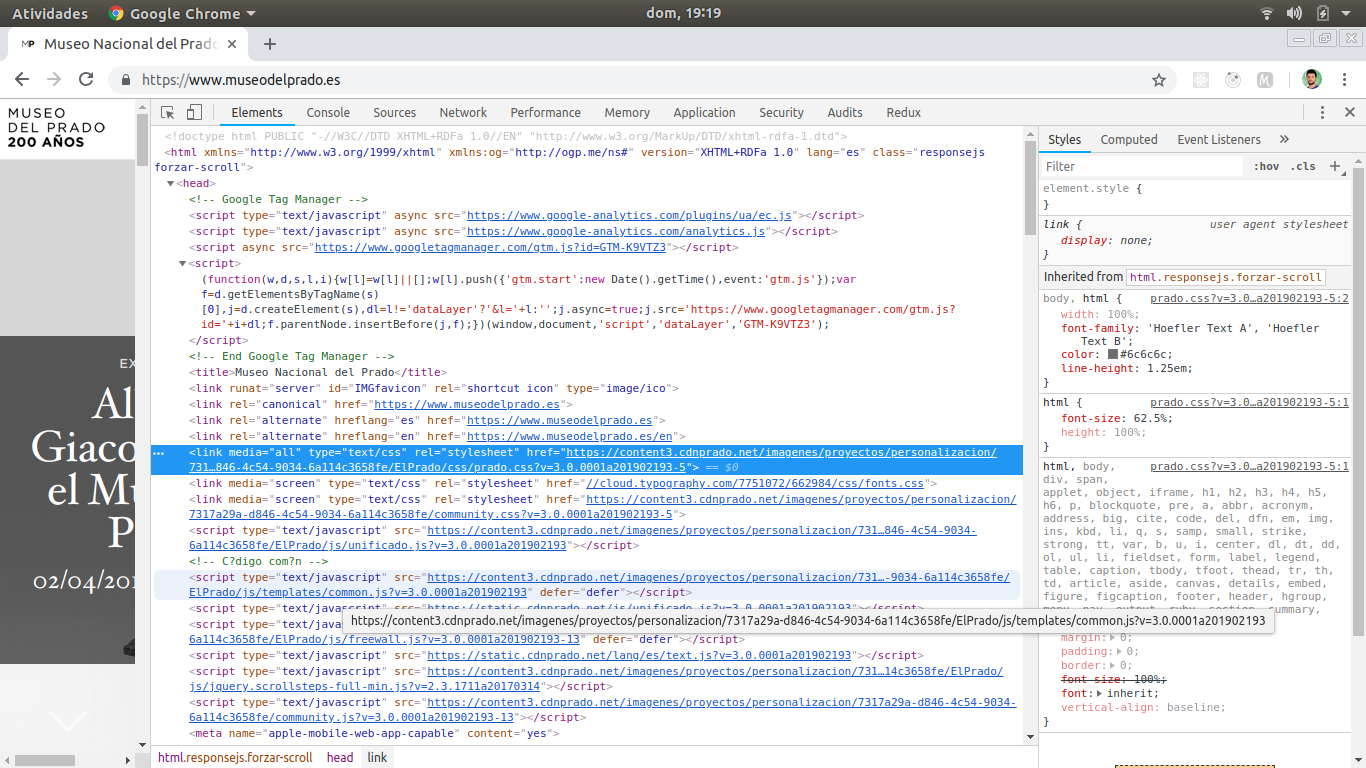 Atividades Google Chrome dom, 19:19
Museo Nacional del Prado
https://www.museodelprado.es
MUSEO
DEL PRADO
200 AÑOS
EX
Al
Giaco
el Mu
P
02/04/201
Elements Console Sources Network Performance Memory Application Security Audits Redux
<!doctype html PUBLIC "-//W3C//DTD XHTML+RDFa 1.0//EN" "http://www.w3.org/MarkUp/DTD/xhtml-rdfa-1.dtd">
<html xmlns="http://www.w3.org/1999/xhtml" xmlns:og="http://ogp.me/ns#" version="XHTML+RDFa 1.0" lang="es" class="responsejs
forzar-scroll">
▼<head>
<!-- Google Tag Manager -->
<script type="text/javascript" async src="https://www.google-analytics.com/plugins/ua/ec.js"></script>
<script type="text/javascript" async src="https://www.google-analytics.com/analytics.js"></script>
<script async src="https://www.googletagmanager.com/gtm.js?id=GTM-K9VTZ3"></script>
▼<script>
(function(w,d,s,l,i){w[l]=w[l]||[];w[l].push({'gtm.start':new Date().getTime(),event:'gtm.js'});var
f=d.getElementsByTagName(s)
[0],j=d.createElement(s),dl=l!='dataLayer'?'&l='+l:'';j.async=true;j.src='https://www.googletagmanager.com/gtm.js?
id='+i+dl;f.parentNode.insertBefore(j,f);})(window,document,'script','dataLayer','GTM-K9VTZ3');
</script>
<!-- End Google Tag Manager -->
<title>Museo Nacional del Prado</title>
<link runat="server" id="IMGfavicon" rel="shortcut icon" type="image/ico">
<link rel="canonical" href="https://www.museodelprado.es">
<link rel="alternate" hreflang="es" href="https://www.museodelprado.es">
<link rel="alternate" hreflang="en" href="https://www.museodelprado.es/en">
<link media="all" type="text/css" rel="stylesheet" href="https://content3.cdnprado.net/imagenes/proyectos/personalizacion/
731…846-4c54-9034-6a114c3658fe/ElPrado/css/prado.css?v=3.0.0001a201902193-5"> == $0
<link media="screen" type="text/css" rel="stylesheet" href="//cloud.typography.com/7751072/662984/css/fonts.css">
<link media="screen" type="text/css" rel="stylesheet" href="https://content3.cdnprado.net/imagenes/proyectos/personalizacion/
7317a29a-d846-4c54-9034-6a114c3658fe/community.css?v=3.0.0001a201902193-5">
<script type="text/javascript" src="https://content3.cdnprado.net/imagenes/proyectos/personalizacion/731…846-4c54-9034-
6a114c3658fe/ElPrado/js/unificado.js?v=3.0.0001a201902193"></script>
<!-- C?digo com?n -->
<script type="text/javascript" src="https://content3.cdnprado.net/imagenes/proyectos/personalizacion/731…-9034-6a114c3658fe/
ElPrado/js/templates/common.js?v=3.0.0001a201902193" defer="defer"></script>
<script type="text/javascript" src="https://static.cdnprado.net/js/unificado.js?v=3.0.0001a201902193"></script>
<script type="text/j
https://content3.cdnprado.net/imagenes/proyectos/personalizacion/7317a29a-d846-4c54-9034-6a114c3658fe/ElPrado/js/templates/common.js?v=3.0.0001a201902193
6a114c3658fe/ElPrado/js/freewall.js?v=3.0.0001a201902193-13" defer="defer"></script>
<script type="text/javascript" src="https://static.cdnprado.net/lang/es/text.js?v=3.0.0001a201902193"></script>
<script type="text/javascript" src="https://content3.cdnprado.net/imagenes/proyectos/personalizacion/731…14c3658fe/ElPrado/
js/jquery.scrollsteps-full-min.js?v=2.3.1711a20170314"></script>
<script type="text/javascript" src="https://content3.cdnprado.net/imagenes/proyectos/personalizacion/7317a29a-d846-4c54-9034-
6a114c3658fe/community.js?v=3.0.0001a201902193-13"></script>
<meta name="apple-mobile-web-app-capable" content="yes">
html.responsejs.forzar-scroll head link
Styles Computed Event Listeners »
Filter :hov .cls +
element.style {
}
link { user agent stylesheet
display: none;
}
Inherited from html.responsejs.forzar-scroll
body, html { prado.css?v=3.0…a201902193-5:2
width: 100%;
font-family: 'Hoefler Text A', 'Hoefler
Text B';
color: #6c6c6c;
line-height: 1.25em;
}
html { prado.css?v=3.0…a201902193-5:1
font-size: 62.5%;
height: 100%;
}
html, body, prado.css?v=3.0…a201902193-5:1
div, span,
applet, object, iframe, h1, h2, h3, h4, h5,
h6, p, blockquote, pre, a, abbr, acronym,
address, big, cite, code, del, dfn, em, img,
ins, kbd, li, q, s, samp, small, strike,
strong, tt, var, b, u, i, center, dl, dt, dd,
ol, ul, li, fieldset, form, label, legend,
table, caption, tbody, tfoot, thead, tr, th,
td, article, aside, canvas, details, embed,
figure, figcaption, footer, header, hgroup,
menu, nav, output, ruby, section, summary,
margin: 0;
padding: 0;
border: 0;
font-size: 100%;
font: inherit;
vertical-align: baseline;
}